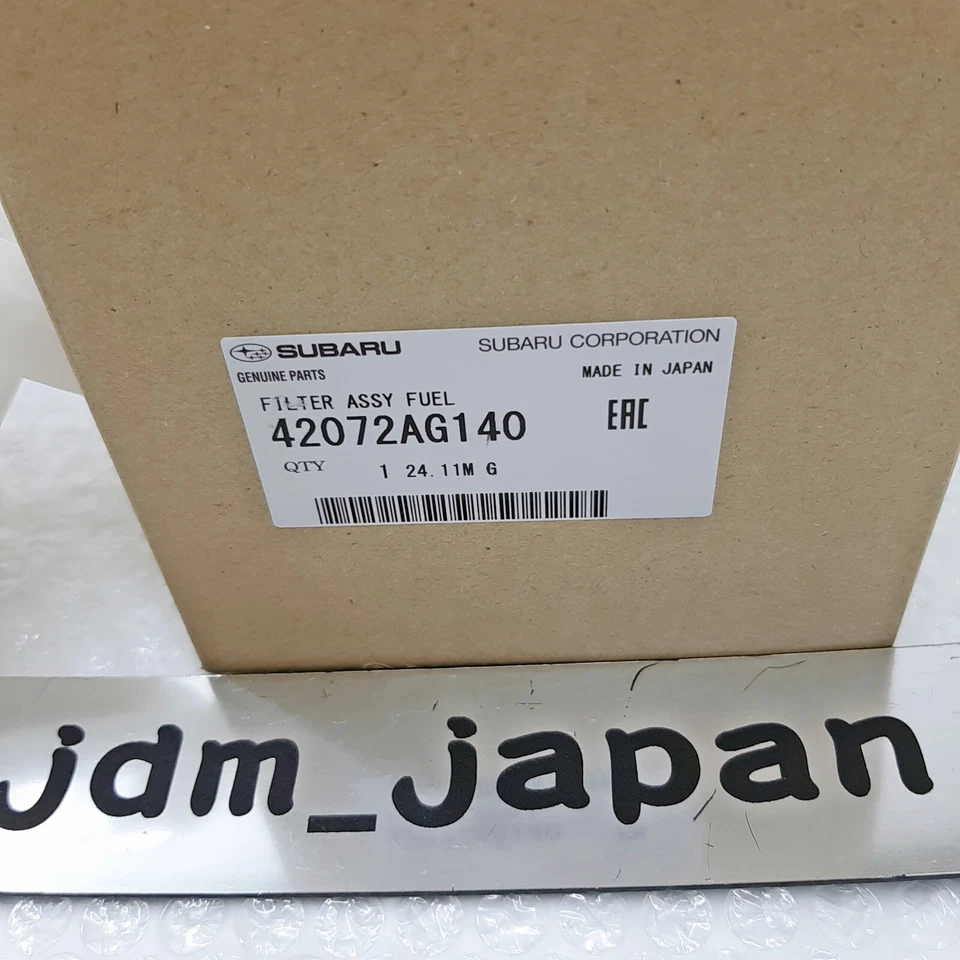 SUBARU SUBARU CORPORATION
GENUINE PARTS MADE IN JAPAN
FILTER ASSY FUEL
42072AG140 EAC
QTY 1 24.11M G
jdm_japan